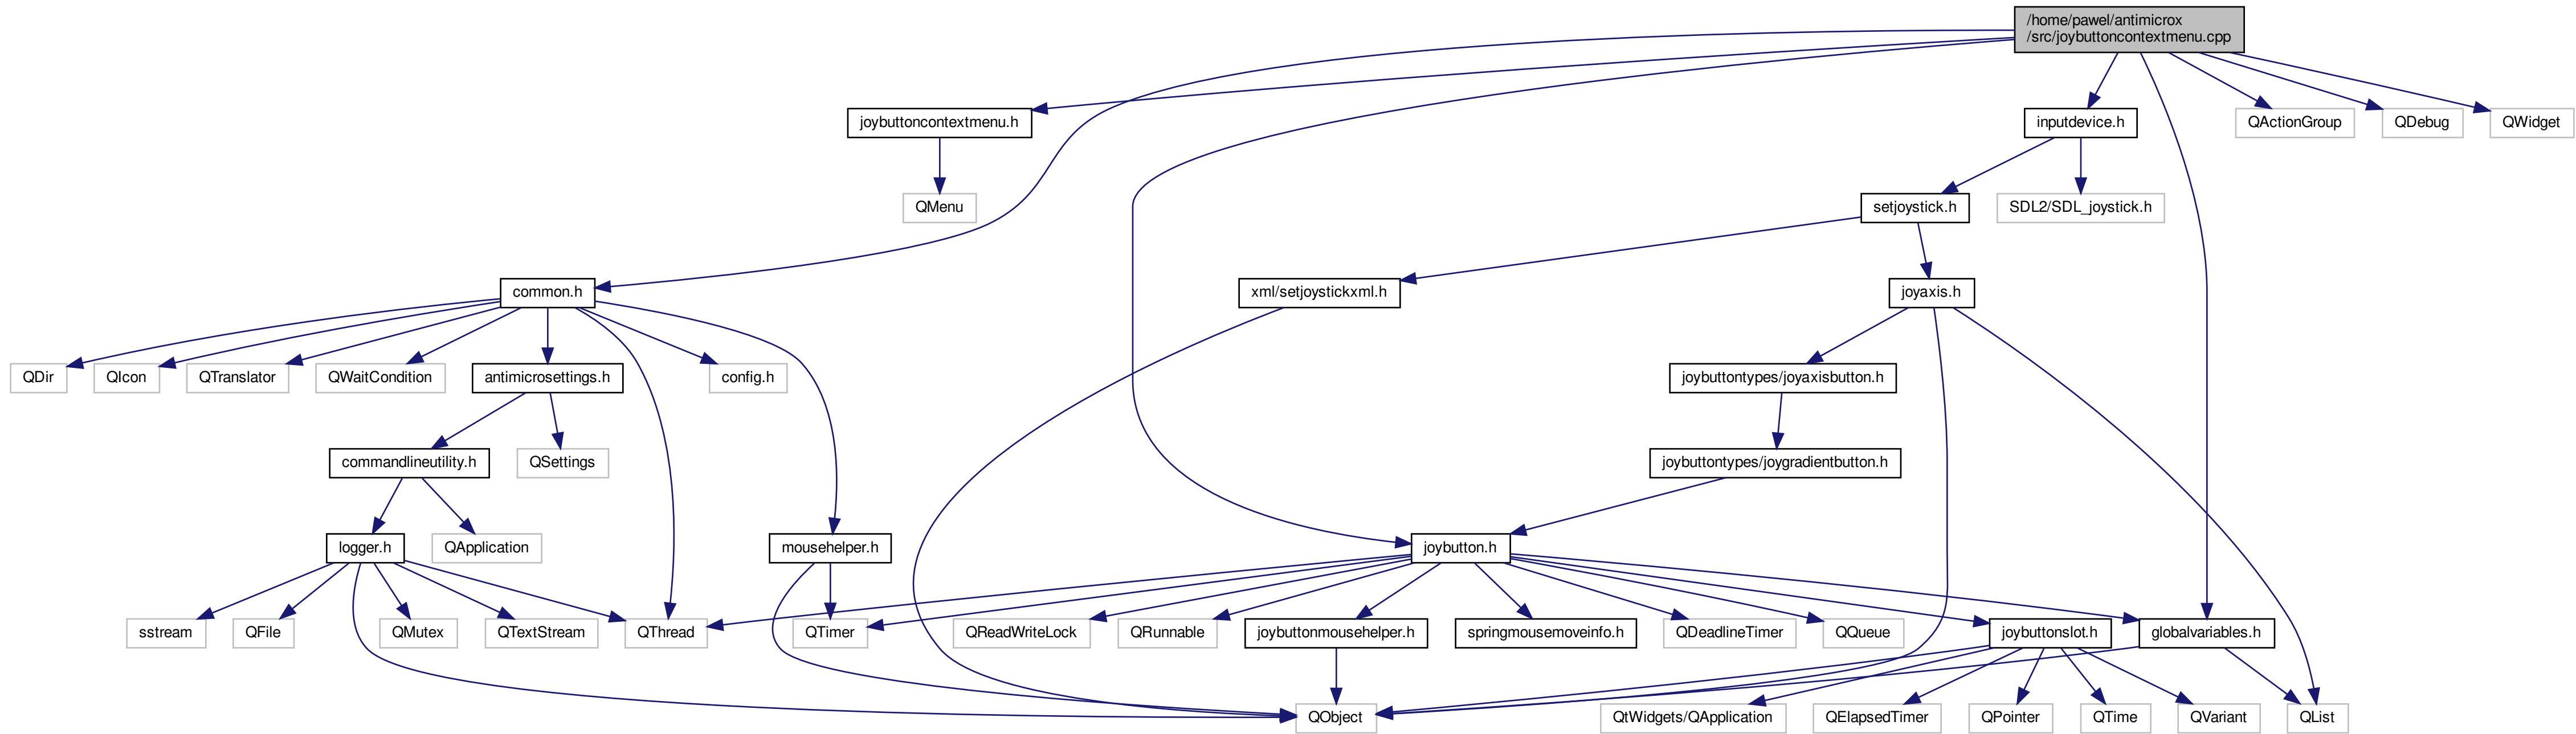 /home/pawel/antimicrox
/src/joybuttoncontextmenu.cpp
joybuttoncontextmenu.h
inputdevice.h
QActionGroup
QDebug
QWidget
QMenu
setjoystick.h
SDL2/SDL_joystick.h
common.h
xml/setjoystickxml.h
joyaxis.h
QDir
QIcon
QTranslator
QWaitCondition
antimicrosettings.h
config.h
joybuttontypes/joyaxisbutton.h
commandlineutility.h
QSettings
joybuttontypes/joygradientbutton.h
logger.h
QApplication
mousehelper.h
joybutton.h
sstream
QFile
QMutex
QTextStream
QThread
QTimer
QReadWriteLock
QRunnable
joybuttonmousehelper.h
springmousemoveinfo.h
QDeadlineTimer
QQueue
joybuttonslot.h
globalvariables.h
QObject
QtWidgets/QApplication
QElapsedTimer
QPointer
QTime
QVariant
QList